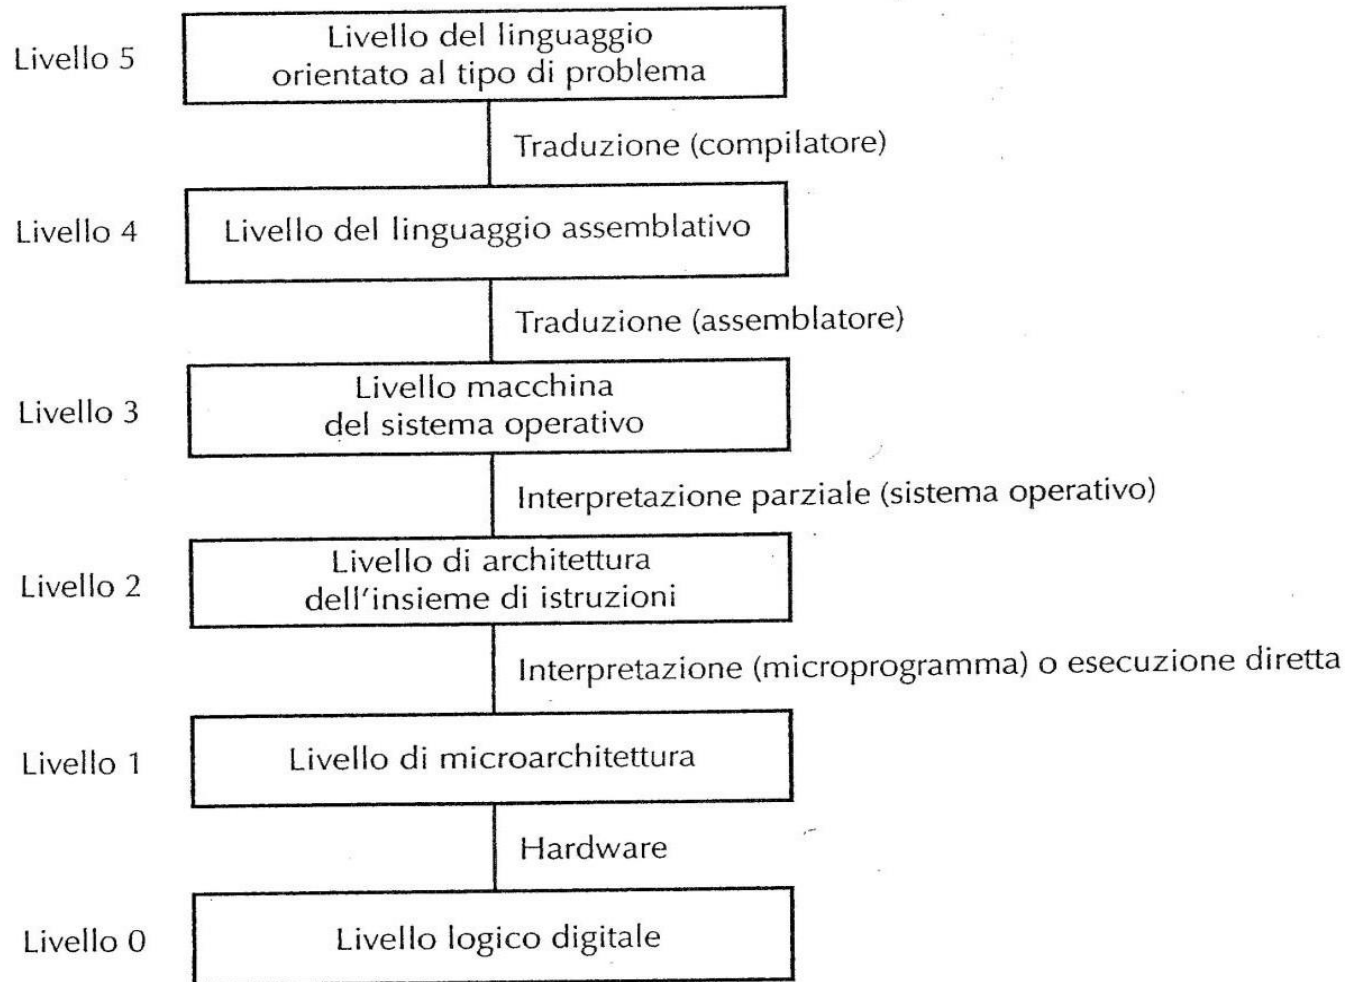 Livello 5
Livello del linguaggio
orientato al tipo di problema
Traduzione (compilatore)
Livello 4
Livello del linguaggio assemblativo
Traduzione (assemblatore)
Livello 3
Livello macchina
del sistema operativo
Interpretazione parziale (sistema operativo)
Livello 2
Livello di architettura
dell'insieme di istruzioni
Interpretazione (microprogramma) o esecuzione diretta
Livello 1
Livello di microarchitettura
Hardware
Livello 0
Livello logico digitale